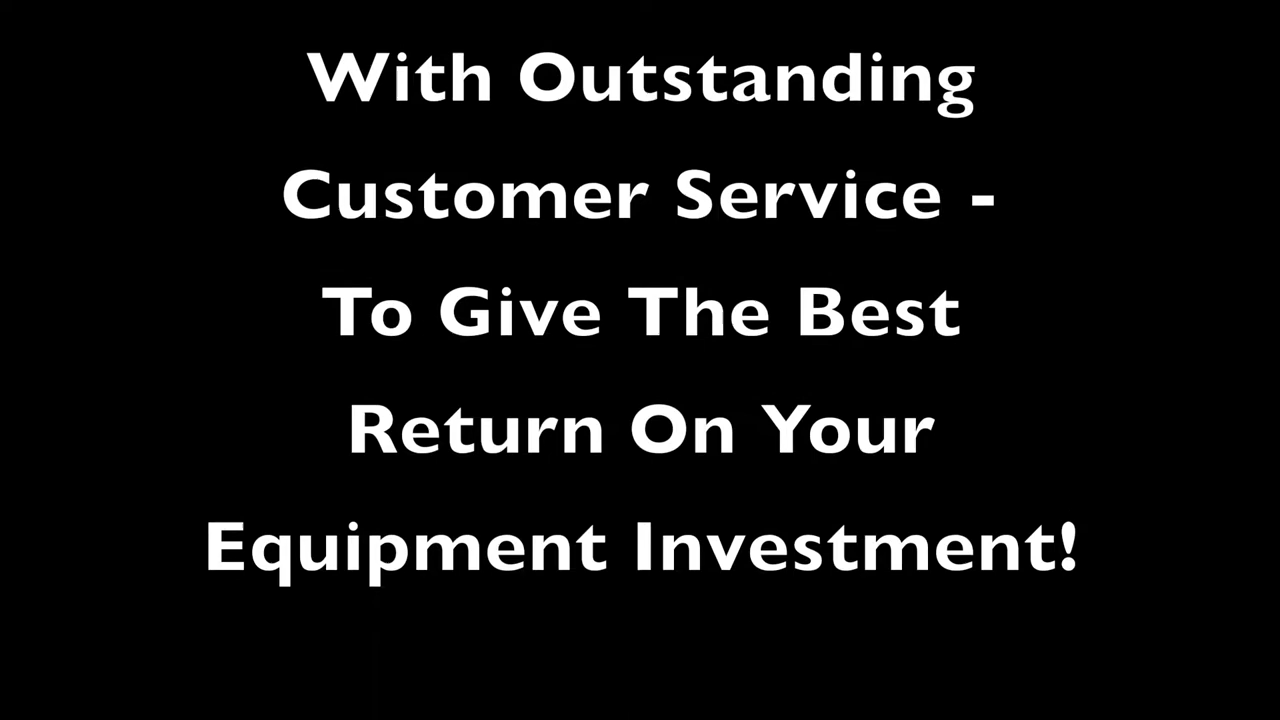 With Outstanding
Customer Service -
To Give The Best
Return On Your
Equipment Investment!